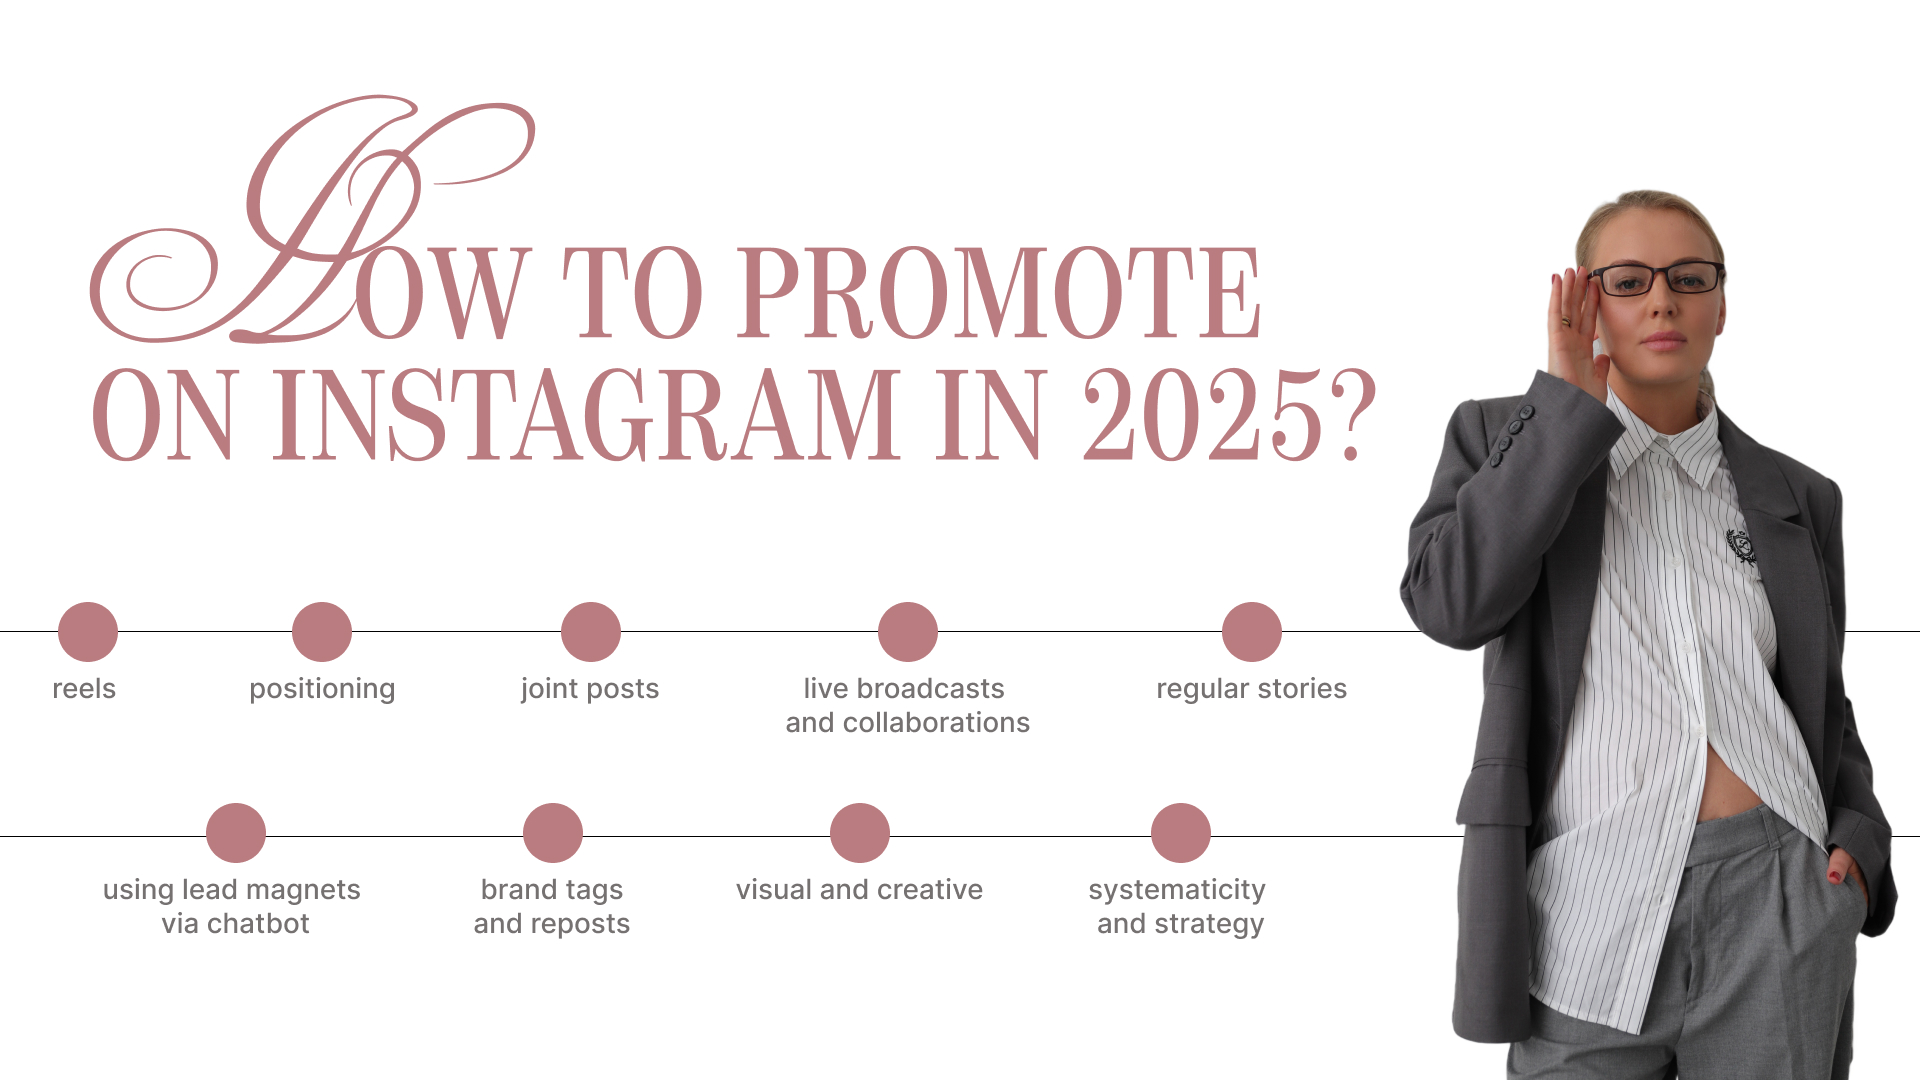 HOW TO PROMOTE
ON INSTAGRAM IN 2025?
reels
positioning
joint posts
live broadcasts
and collaborations
regular stories
using lead magnets
via chatbot
brand tags
and reposts
visual and creative
systematicity
and strategy